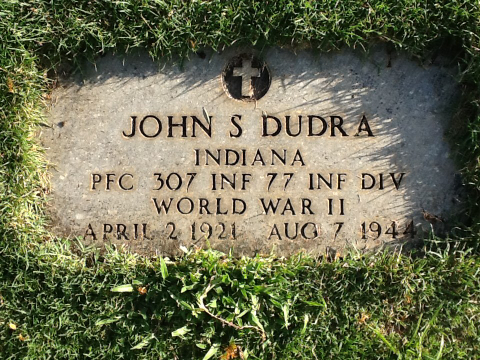 JOHN S DUDRA
INDIANA
PFC 307 INF 77 INF DIV
WORLD WAR II
APRIL 2 1921 AUG 7 1944